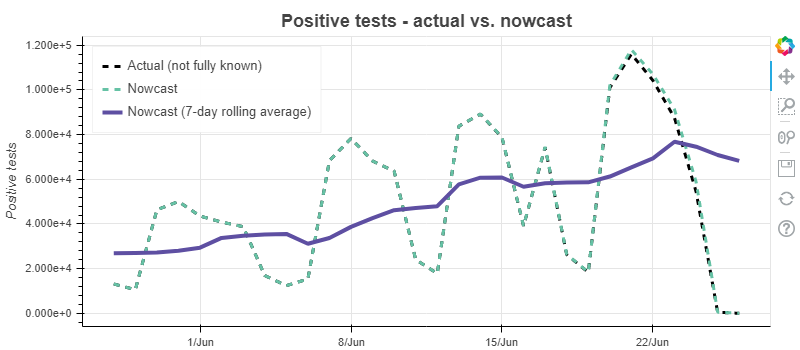 Positive tests - actual vs. nowcast
1.200e+5
1.000e+5
8.000e+4
6.000e+4
4.000e+4
2.000e+4
0.000e+0
Positive tests
Actual (not fully known)
Nowcast
Nowcast (7-day rolling average)
1/Jun
8/Jun
15/Jun
22/Jun